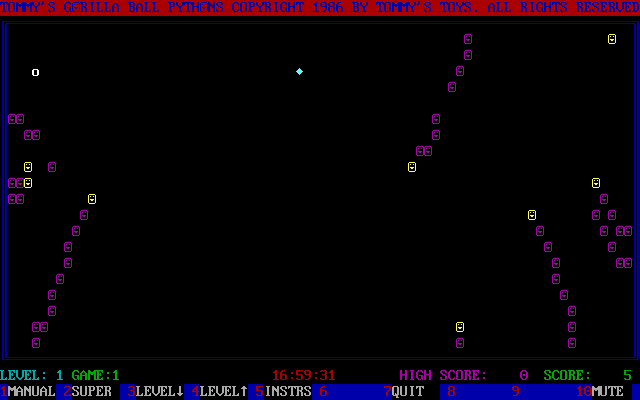 TOMMY'S GORILLA BALL PYTHONS COPYRIGHT 1986 BY TOMMY'S TOYS. ALL RIGHTS RESERVED
LEVEL: 1 GAME:1 16:59:31 HIGH SCORE: 0 SCORE: 5
1MANUAL 2SUPER 3LEVEL↓ 4LEVEL↑ 5INSTRS 6 7QUIT 8 9 10MUTE